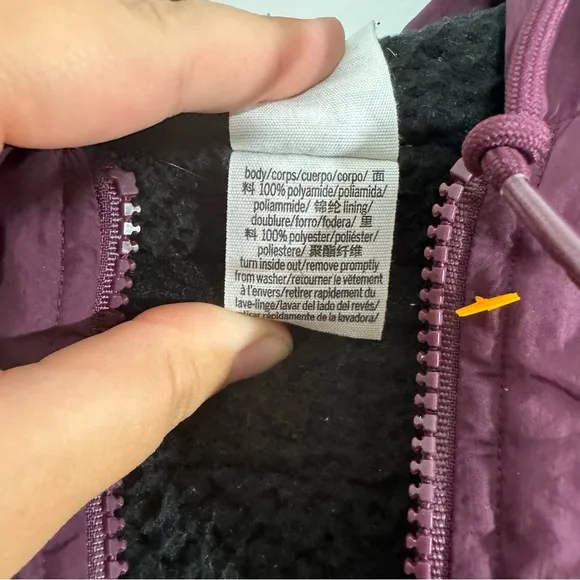 body/corps/cuerpo/corpo/ 面
料 100% polyamide/poliamida/
poliammide/ 锦纶 lining/
doublure/forro/fodera/ 里
料 100% polyester/poliéster/
poliestere/ 聚酯纤维
turn inside out/remove promptly
from washer/retourner le vêtement
à l'envers/retirer rapidement du
lave-linge/lavar del lado del revés/
retirar rápidamente de la lavadora/